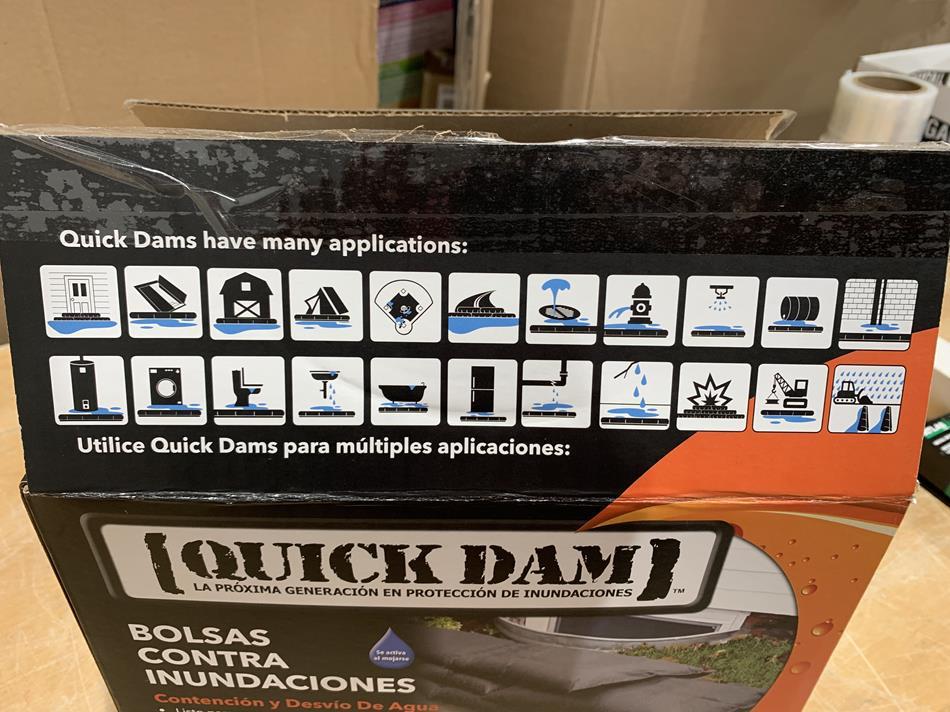 Quick Dams have many applications:
Utilice Quick Dams para múltiples aplicaciones:
[QUICK DAM]™
LA PRÓXIMA GENERACIÓN EN PROTECCIÓN DE INUNDACIONES
BOLSAS
CONTRA
INUNDACIONES
Se activa
al mojarse
Contención y Desvío De Agua